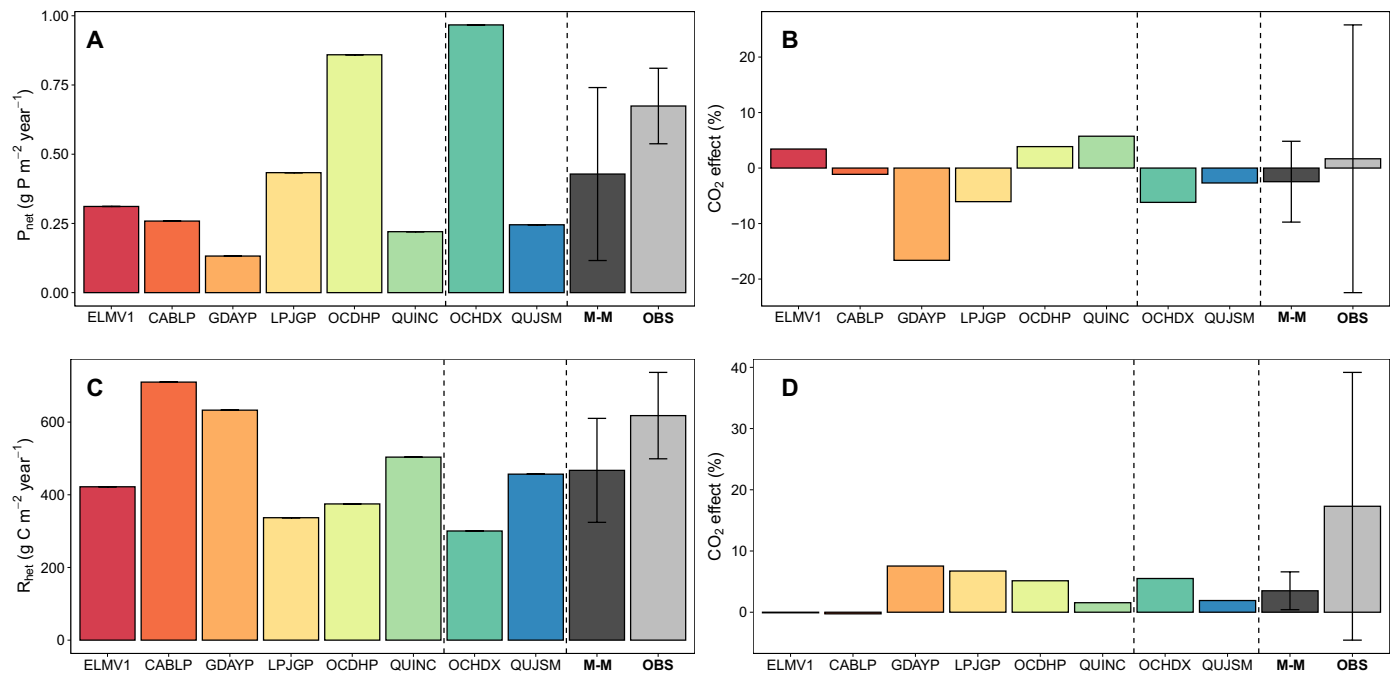 A
P_net (g P m⁻² year⁻¹)
1.00
0.75
0.50
0.25
0.00
ELMV1 CABLP GDAYP LPJGP OCDHP QUINC OCHDX QUJSM M-M OBS
B
CO₂ effect (%)
20
10
0
−10
−20
ELMV1 CABLP GDAYP LPJGP OCDHP QUINC OCHDX QUJSM M-M OBS
C
R_het (g C m⁻² year⁻¹)
600
400
200
0
ELMV1 CABLP GDAYP LPJGP OCDHP QUINC OCHDX QUJSM M-M OBS
D
CO₂ effect (%)
40
30
20
10
0
ELMV1 CABLP GDAYP LPJGP OCDHP QUINC OCHDX QUJSM M-M OBS